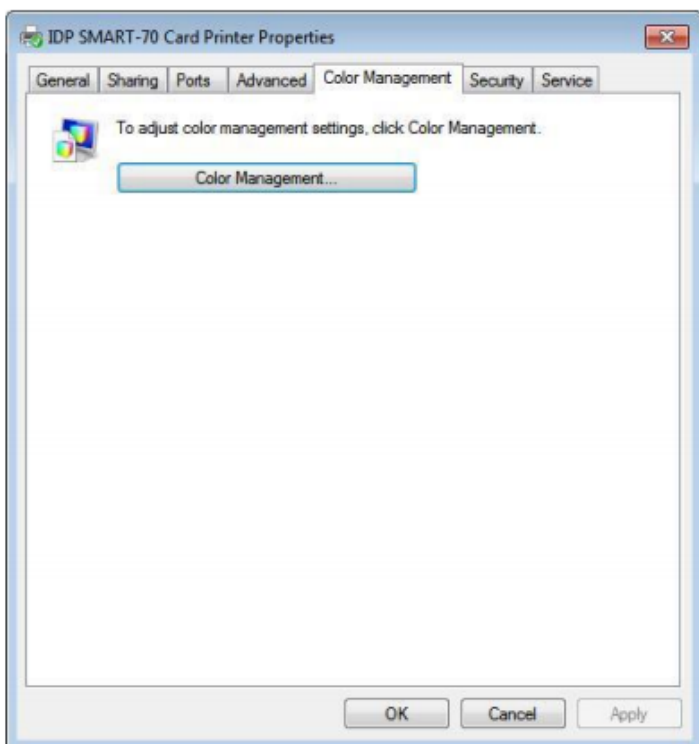 IDP SMART-70 Card Printer Properties
General Sharing Ports Advanced Color Management Security Service
To adjust color management settings, click Color Management.
Color Management...
OK Cancel Apply